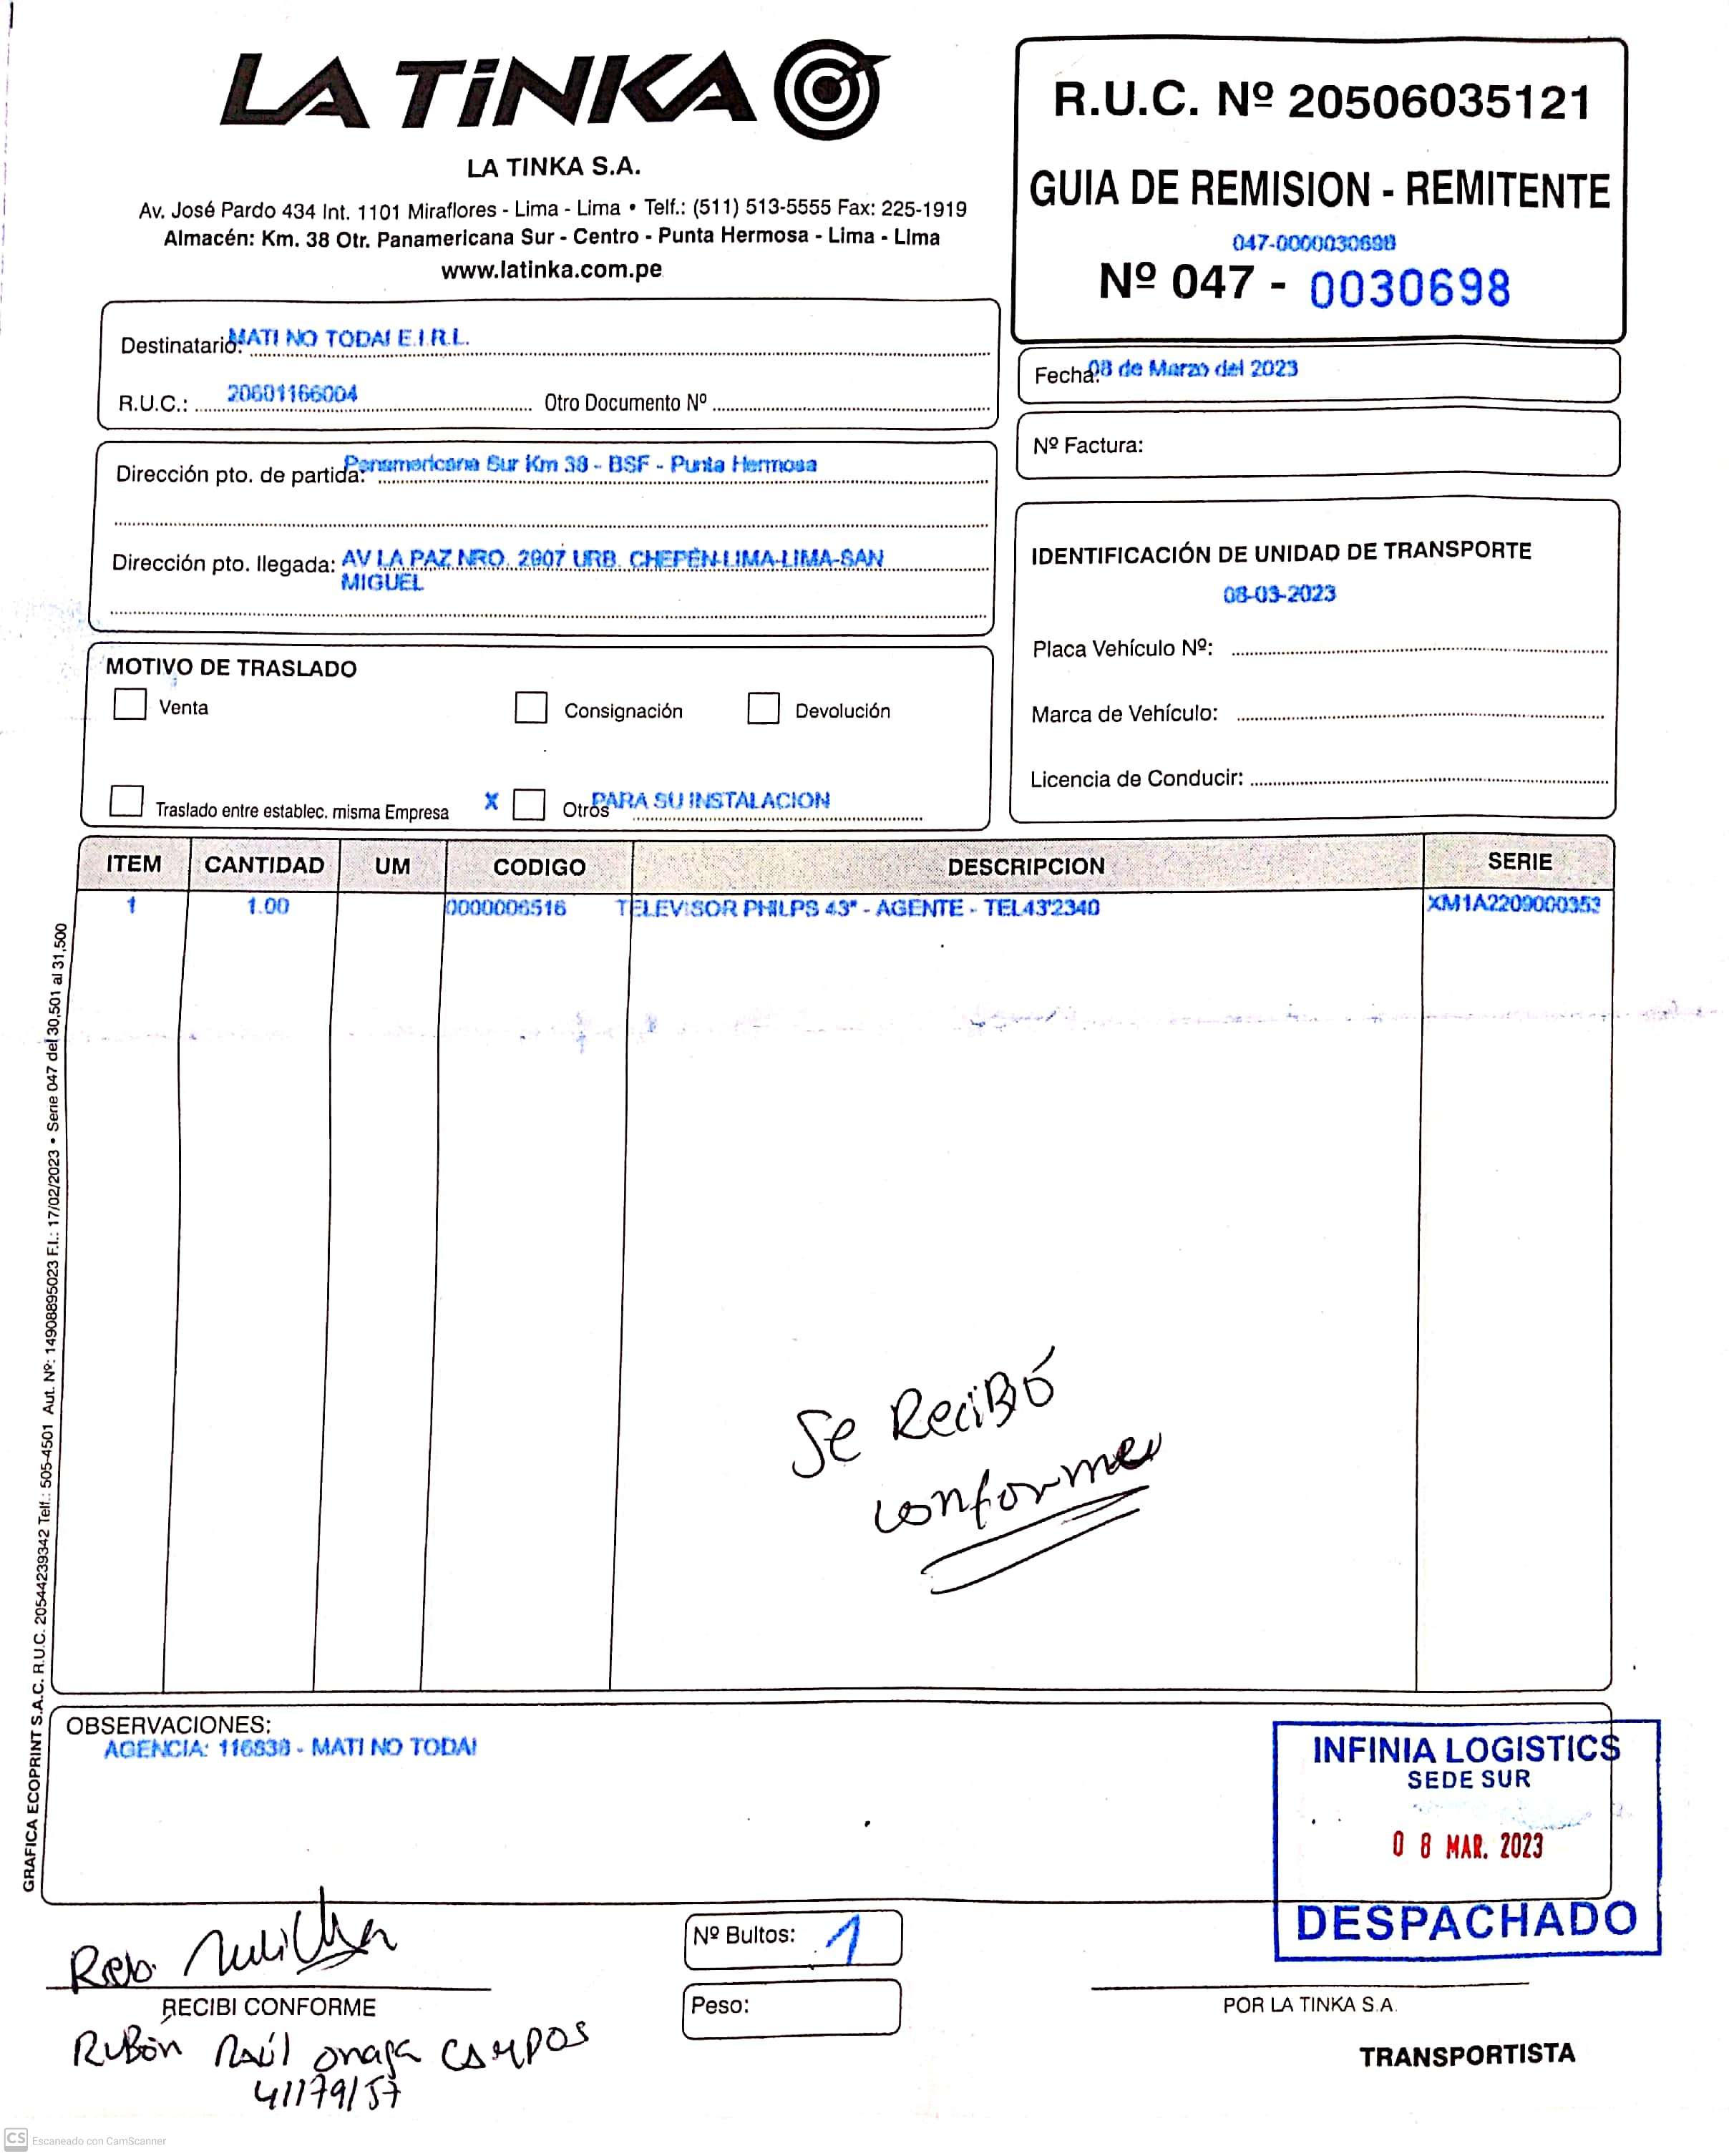 LA TiNKA
LA TINKA S.A.
Av. José Pardo 434 Int. 1101 Miraflores - Lima - Lima • Telf.: (511) 513-5555 Fax: 225-1919
Almacén: Km. 38 Otr. Panamericana Sur - Centro - Punta Hermosa - Lima - Lima
www.latinka.com.pe
R.U.C. Nº 20506035121
GUIA DE REMISION - REMITENTE
047-0000030698
Nº 047 - 0030698
Destinatario: MATI NO TODAI E.I.R.L.
R.U.C.: 20601166004 Otro Documento Nº
Fecha: 08 de Marzo del 2023
Nº Factura:
Dirección pto. de partida: Panamericana Sur Km 38 - BSF - Punta Hermosa
Dirección pto. llegada: AV LA PAZ NRO. 2607 URB. CHEPÉN-LIMA-LIMA-SAN
MIGUEL
IDENTIFICACIÓN DE UNIDAD DE TRANSPORTE
08-03-2023
Placa Vehículo Nº:
Marca de Vehículo:
Licencia de Conducir:
MOTIVO DE TRASLADO
Venta Consignación Devolución
Traslado entre establec. misma Empresa X Otros PARA SU INSTALACION
ITEM CANTIDAD UM CODIGO DESCRIPCION SERIE
1 1.00 0000006516 TELEVISOR PHILPS 43" - AGENTE - TEL43'2340 XM1A2209000353
Se ReciBó
conforme
OBSERVACIONES:
AGENCIA: 116838 - MATI NO TODAI
INFINIA LOGISTICS
SEDE SUR
08 MAR. 2023
DESPACHADO
RECIBI CONFORME
Rubén Raúl onaga campos
41179157
Nº Bultos: 1
Peso:
POR LA TINKA S.A.
TRANSPORTISTA
GRAFICA ECOPRINT S.A.C. R.U.C. 20544239342 Telf.: 505-4501 Aut. Nº: 14908895023 F.I.: 17/02/2023 • Serie 047 del 30,501 al 31,500
CS Escaneado con CamScanner